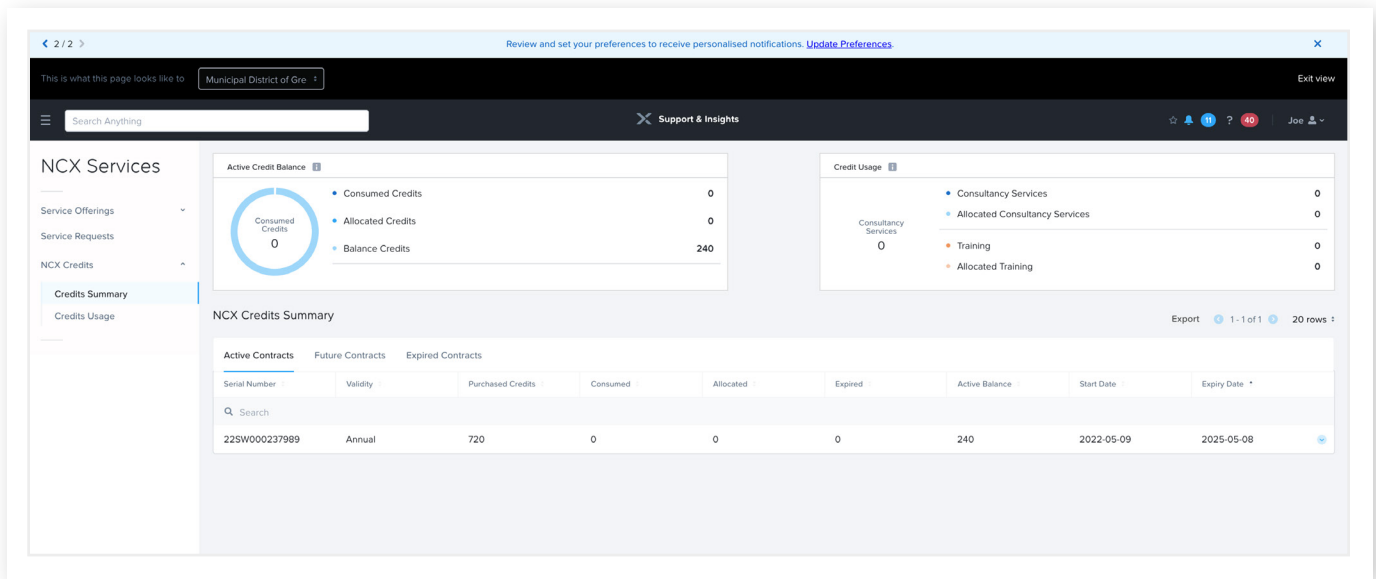 2 / 2
Review and set your preferences to receive personalised notifications. Update Preferences.
This is what this page looks like to
Municipal District of Gre
Exit view
Search Anything
Support & Insights
11
?
40
Joe
NCX Services
Service Offerings
Service Requests
NCX Credits
Credits Summary
Credits Usage
Active Credit Balance
Consumed
Credits
0
Consumed Credits 0
Allocated Credits 0
Balance Credits 240
Credit Usage
Consultancy
Services
0
Consultancy Services 0
Allocated Consultancy Services 0
Training 0
Allocated Training 0
NCX Credits Summary
Export 1 - 1 of 1 20 rows
Active Contracts Future Contracts Expired Contracts
Serial Number Validity Purchased Credits Consumed Allocated Expired Active Balance Start Date Expiry Date
Search
22SW000237989 Annual 720 0 0 0 240 2022-05-09 2025-05-08